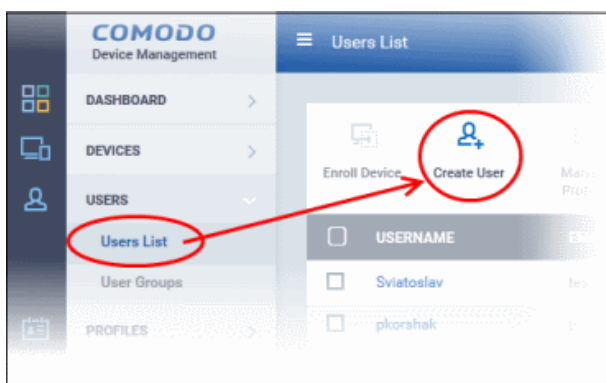 COMODO
Device Management
Users List
DASHBOARD
DEVICES
USERS
Users List
User Groups
PROFILES
Enroll Device
Create User
USERNAME
Sviatoslav
pkorshak